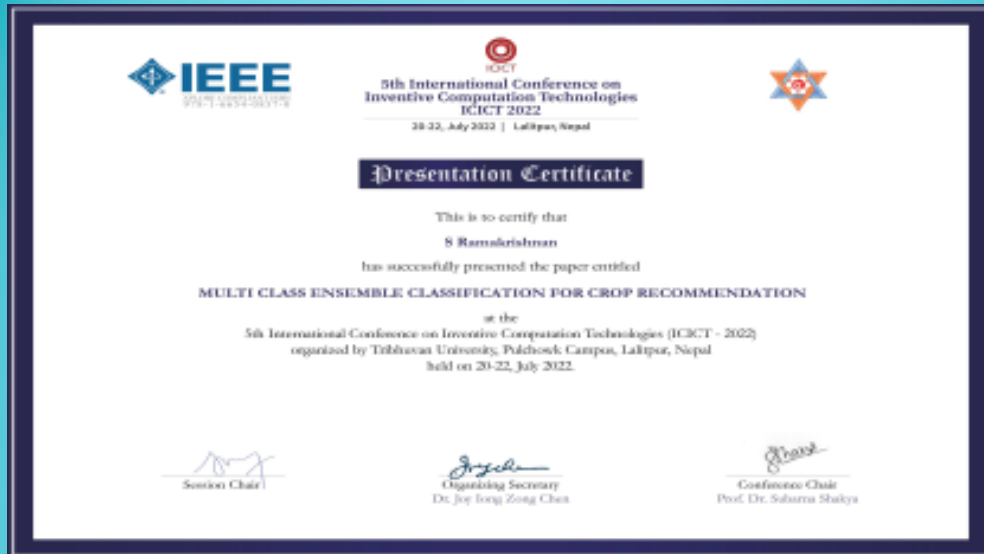 IEEE
ICICT
5th International Conference on
Inventive Computation Technologies
ICICT 2022
20-22, July 2022 | Lalitpur, Nepal
Presentation Certificate
This is to certify that
S Ramakrishnan
has successfully presented the paper entitled
MULTI CLASS ENSEMBLE CLASSIFICATION FOR CROP RECOMMENDATION
at the
5th International Conference on Inventive Computation Technologies (ICICT - 2022)
organized by Tribhuvan University, Pulchowk Campus, Lalitpur, Nepal
held on 20-22, July 2022.
Session Chair
Organizing Secretary
Dr. Joy Iong Zong Chen
Conference Chair
Prof. Dr. Subarna Shakya